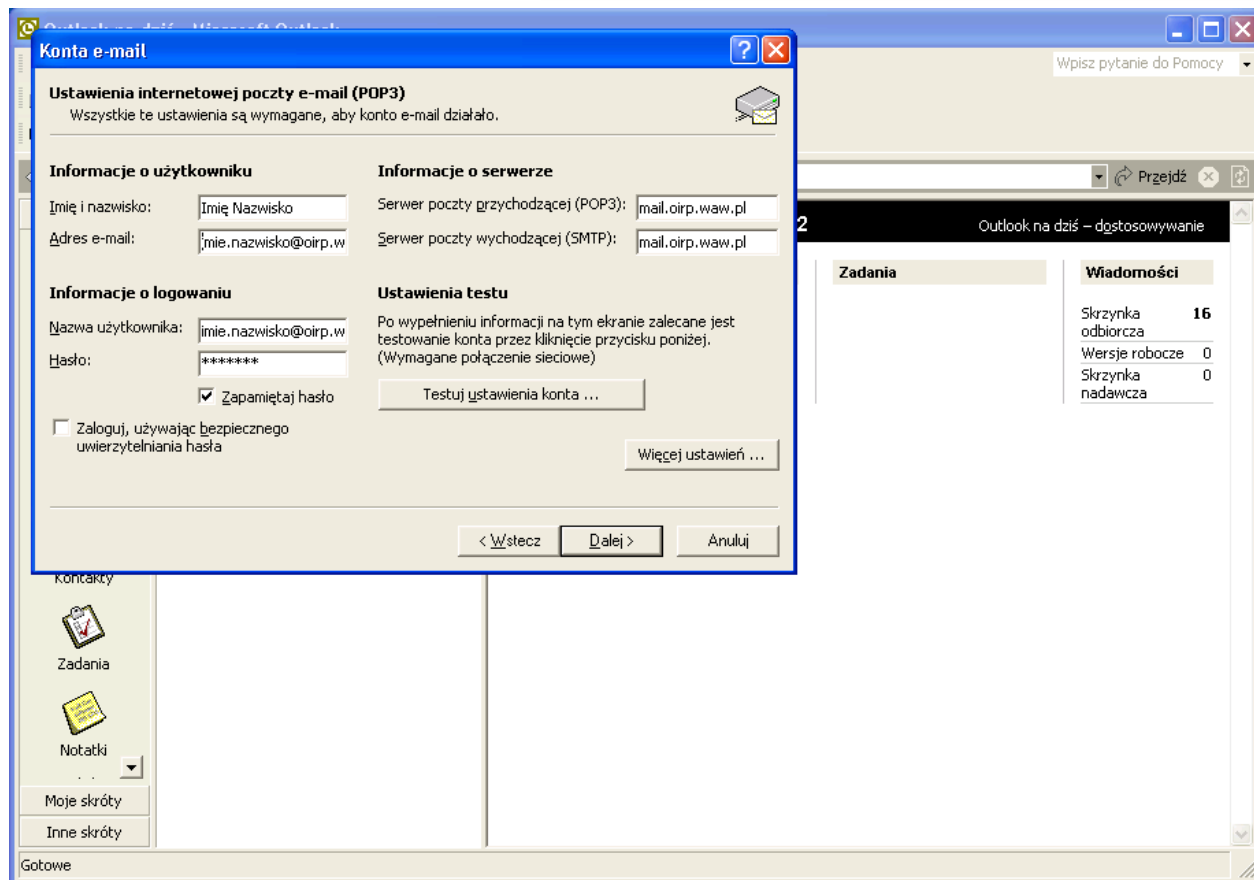 Outlook na dziś - Microsoft Outlook
Konta e-mail
Wpisz pytanie do Pomocy
Ustawienia internetowej poczty e-mail (POP3)
Wszystkie te ustawienia są wymagane, aby konto e-mail działało.
Informacje o użytkowniku
Imię i nazwisko: Imię Nazwisko
Adres e-mail: imie.nazwisko@oirp.w
Informacje o serwerze
Serwer poczty przychodzącej (POP3): mail.oirp.waw.pl
Serwer poczty wychodzącej (SMTP): mail.oirp.waw.pl
Informacje o logowaniu
Nazwa użytkownika: imie.nazwisko@oirp.w
Hasło: *******
Zapamiętaj hasło
Zaloguj, używając bezpiecznego
uwierzytelniania hasła
Ustawienia testu
Po wypełnieniu informacji na tym ekranie zalecane jest
testowanie konta przez kliknięcie przycisku poniżej.
(Wymagane połączenie sieciowe)
Testuj ustawienia konta ...
Więcej ustawień ...
< Wstecz Dalej > Anuluj
Przejdź
2 Outlook na dziś – dostosowywanie
Zadania
Wiadomości
Skrzynka 16
odbiorcza
Wersje robocze 0
Skrzynka 0
nadawcza
Kontakty
Zadania
Notatki
Moje skróty
Inne skróty
Gotowe